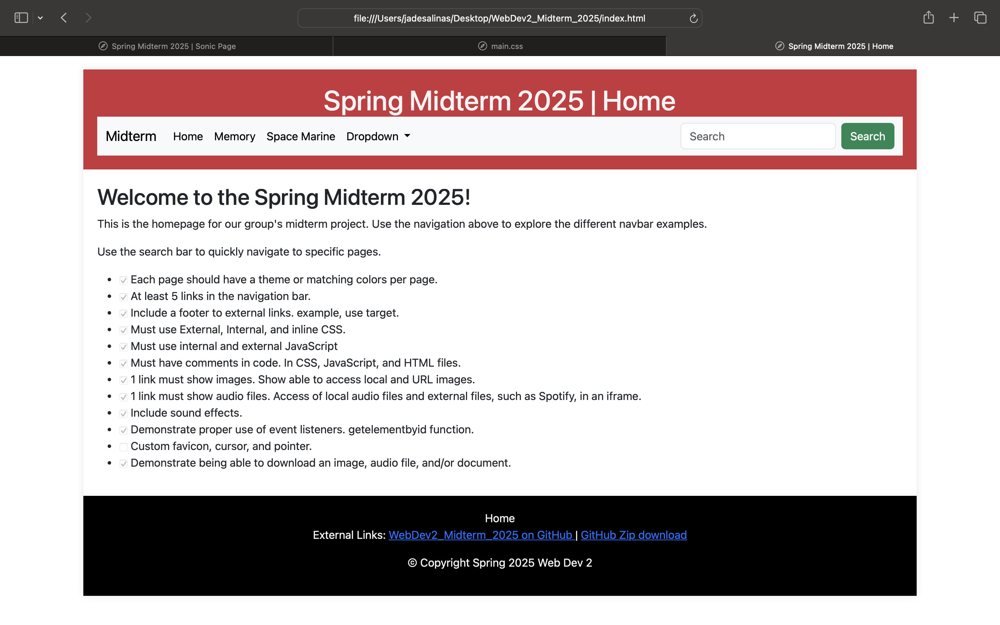 file:///Users/jadesalinas/Desktop/WebDev2_Midterm_2025/index.html
Spring Midterm 2025 | Sonic Page
main.css
Spring Midterm 2025 | Home
Spring Midterm 2025 | Home
Midterm Home Memory Space Marine Dropdown Search Search
Welcome to the Spring Midterm 2025!
This is the homepage for our group's midterm project. Use the navigation above to explore the different navbar examples.
Use the search bar to quickly navigate to specific pages.
Each page should have a theme or matching colors per page.
At least 5 links in the navigation bar.
Include a footer to external links. example, use target.
Must use External, Internal, and inline CSS.
Must use internal and external JavaScript
Must have comments in code. In CSS, JavaScript, and HTML files.
1 link must show images. Show able to access local and URL images.
1 link must show audio files. Access of local audio files and external files, such as Spotify, in an iframe.
Include sound effects.
Demonstrate proper use of event listeners. getelementbyid function.
Custom favicon, cursor, and pointer.
Demonstrate being able to download an image, audio file, and/or document.
Home
External Links: WebDev2_Midterm_2025 on GitHub | GitHub Zip download
© Copyright Spring 2025 Web Dev 2